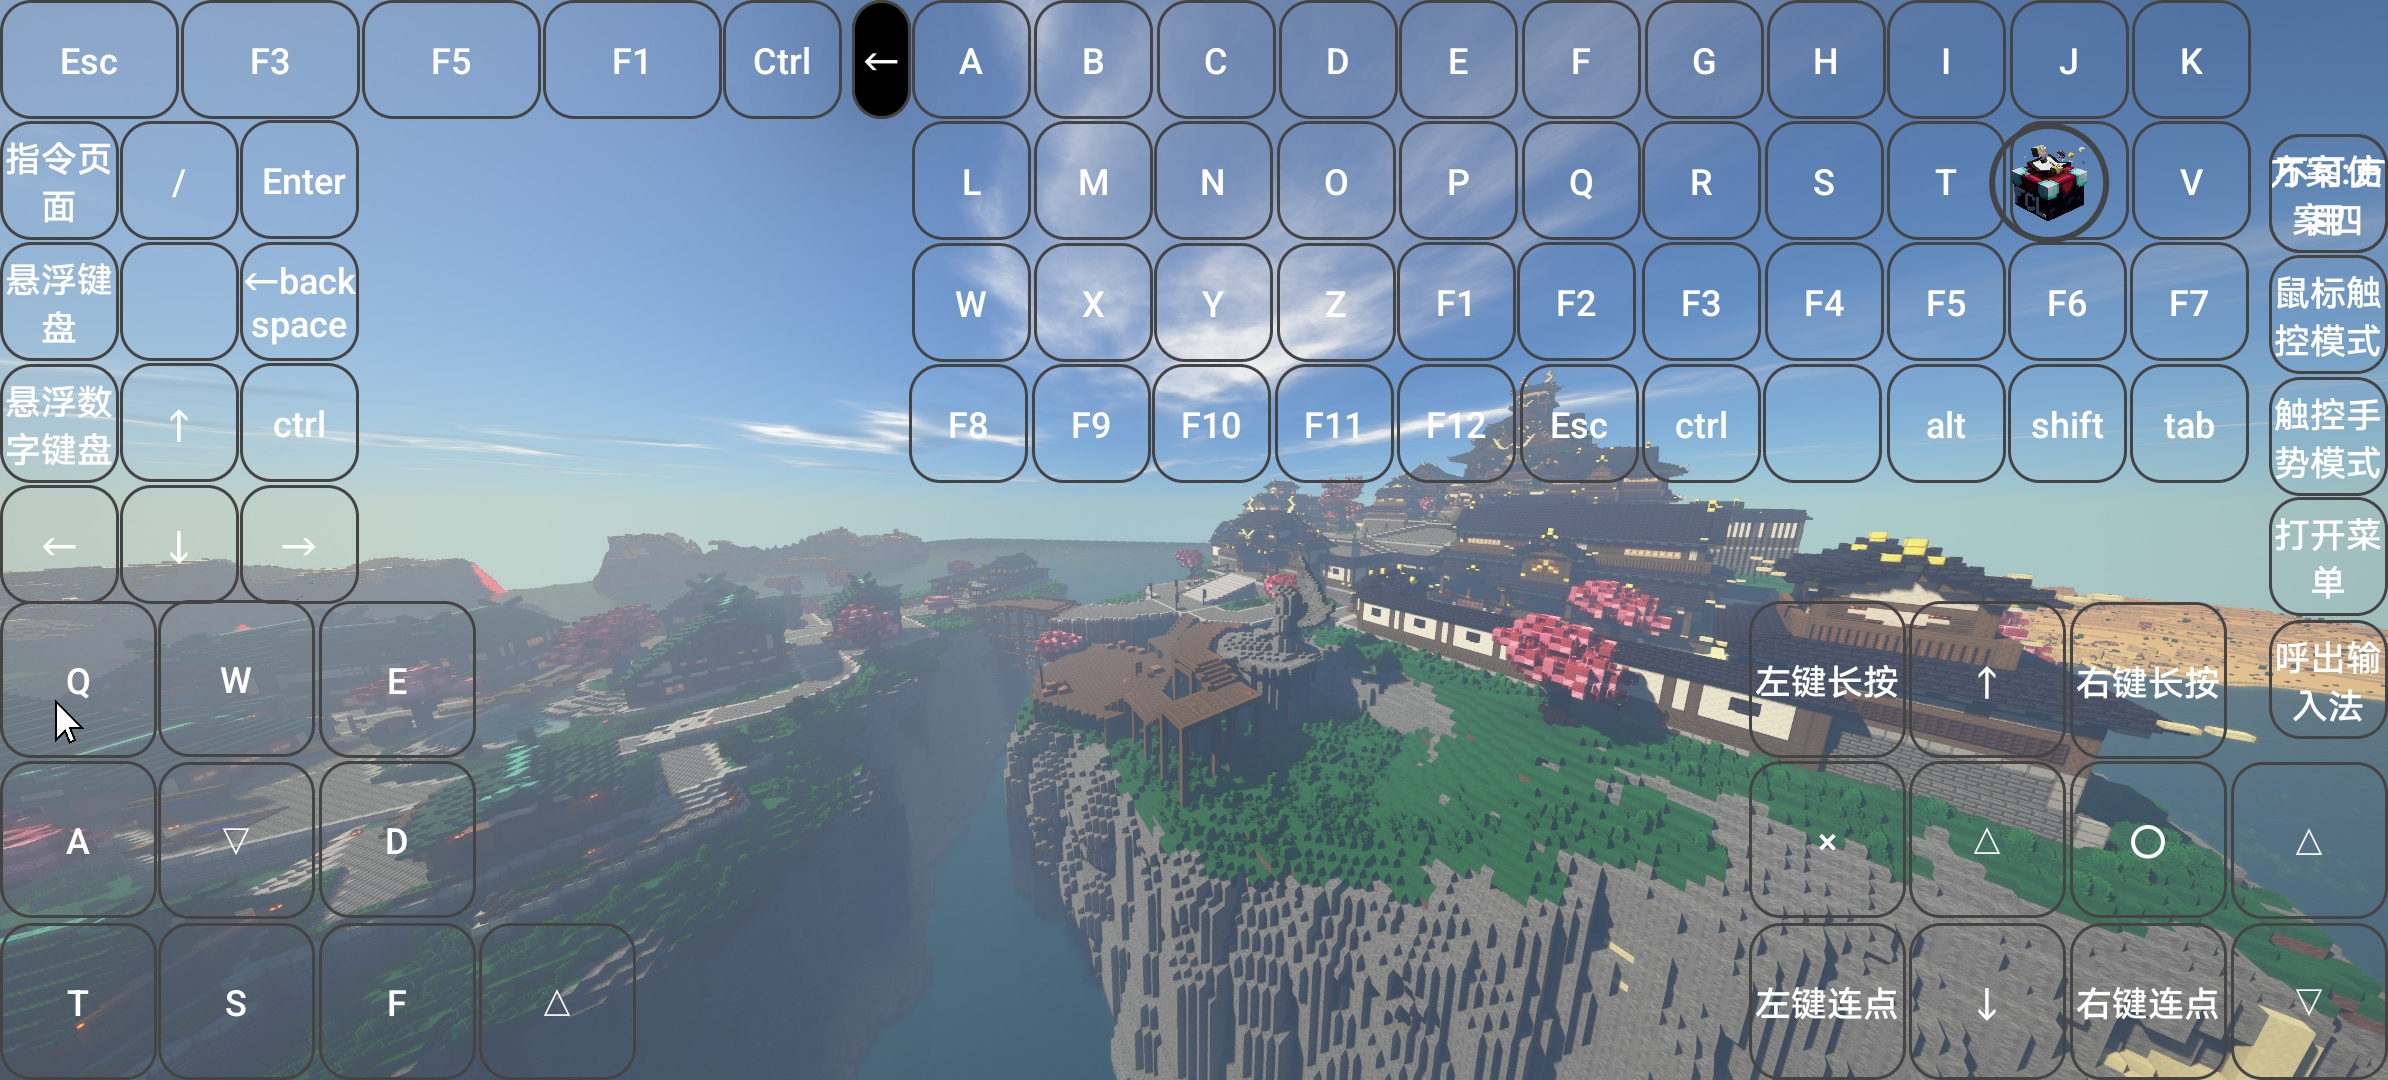 Esc F3 F5 F1 Ctrl ← A B C D E F G H I J K
指令页
面
/ Enter L M N O P Q R S T V
悬浮键
盘
←back
space
W X Y Z F1 F2 F3 F4 F5 F6 F7
鼠标触
控模式
悬浮数
字键盘
↑ ctrl F8 F9 F10 F11 F12 Esc ctrl alt shift tab
触控手
势模式
← ↓ →
打开菜
单
Q W E 左键长按 ↑ 右键长按
呼出输
入法
A ▽ D × △ ○ △
T S F △ 左键连点 ↓ 右键连点 ▽